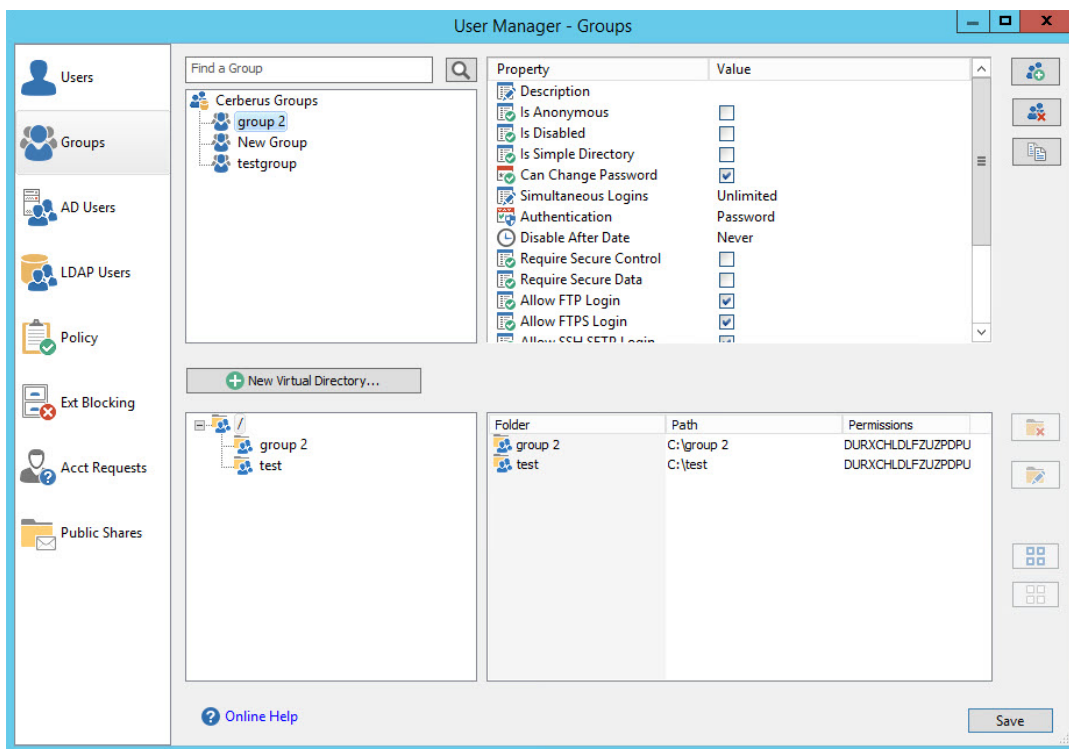 User Manager - Groups
Users
Groups
AD Users
LDAP Users
Policy
Ext Blocking
Acct Requests
Public Shares
Find a Group
Cerberus Groups
group 2
New Group
testgroup
Property Value
Description
Is Anonymous
Is Disabled
Is Simple Directory
Can Change Password
Simultaneous Logins Unlimited
Authentication Password
Disable After Date Never
Require Secure Control
Require Secure Data
Allow FTP Login
Allow FTPS Login
Allow SSH SFTP Login
New Virtual Directory...
/
group 2
test
Folder Path Permissions
group 2 C:\group 2 DURXCHLDLFZUZPDPU
test C:\test DURXCHLDLFZUZPDPU
Online Help
Save